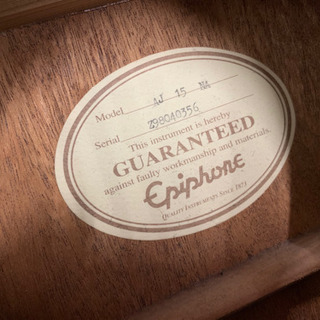 Model AJ 15 NA
Serial Z98040356
This instrument is hereby
GUARANTEED
against faulty workmanship and materials.
Epiphone
QUALITY INSTRUMENTS SINCE 1873